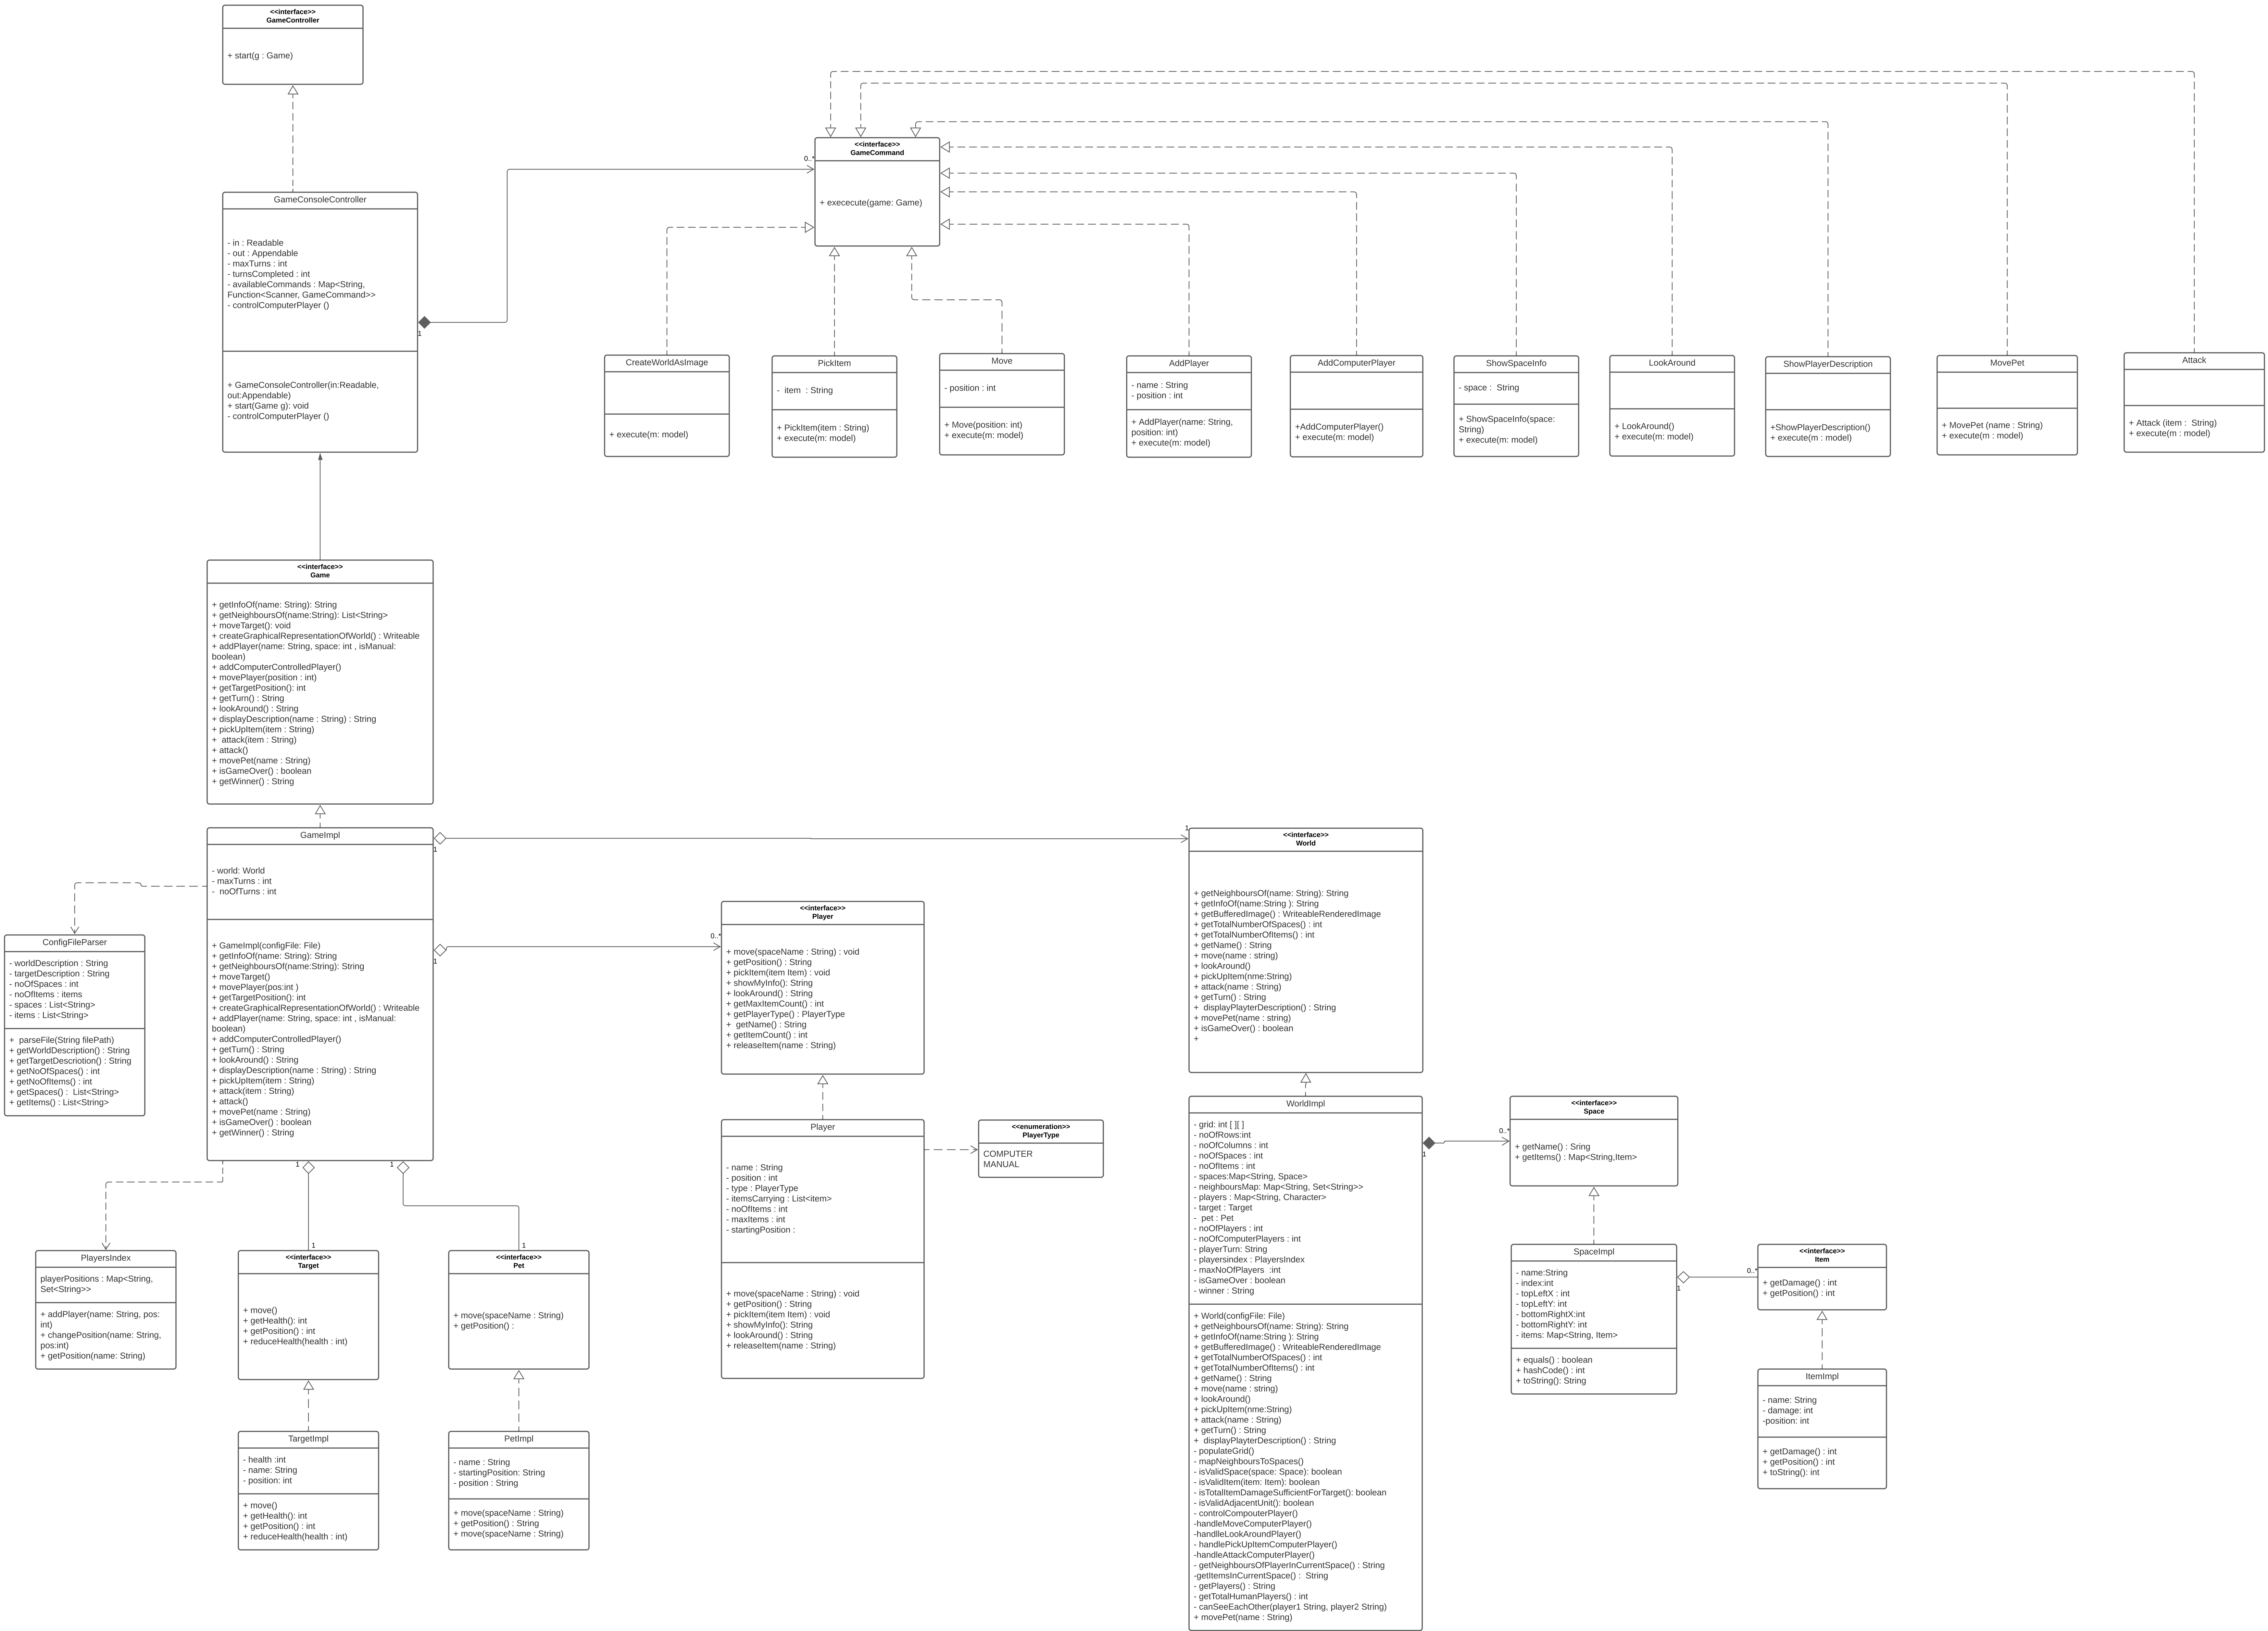 <<interface>>
GameController
+ start(g : Game)
0..*
<<interface>>
GameCommand
+ exececute(game: Game)
GameConsoleController
- in : Readable
- out : Appendable
- maxTurns : int
- turnsCompleted : int
- availableCommands : Map<String,
Function<Scanner, GameCommand>>
- controlComputerPlayer ()
+ GameConsoleController(in:Readable,
out:Appendable)
+ start(Game g): void
- controlComputerPlayer ()
1
CreateWorldAsImage
+ execute(m: model)
PickItem
- item : String
+ PickItem(item : String)
+ execute(m: model)
Move
- position : int
+ Move(position: int)
+ execute(m: model)
AddPlayer
- name : String
- position : int
+ AddPlayer(name: String,
position: int)
+ execute(m: model)
AddComputerPlayer
+AddComputerPlayer()
+ execute(m: model)
ShowSpaceInfo
- space : String
+ ShowSpaceInfo(space:
String)
+ execute(m: model)
LookAround
+ LookAround()
+ execute(m: model)
ShowPlayerDescription
+ShowPlayerDescription()
+ execute(m : model)
MovePet
+ MovePet (name : String)
+ execute(m : model)
Attack
+ Attack (item : String)
+ execute(m : model)
<<interface>>
Game
+ getInfoOf(name: String): String
+ getNeighboursOf(name:String): List<String>
+ moveTarget(): void
+ createGraphicalRepresentationOfWorld() : Writeable
+ addPlayer(name: String, space: int , isManual:
boolean)
+ addComputerControlledPlayer()
+ movePlayer(position : int)
+ getTargetPosition(): int
+ getTurn() : String
+ lookAround() : String
+ displayDescription(name : String) : String
+ pickUpItem(item : String)
+ attack(item : String)
+ attack()
+ movePet(name : String)
+ isGameOver() : boolean
+ getWinner() : String
GameImpl
- world: World
- maxTurns : int
- noOfTurns : int
+ GameImpl(configFile: File)
+ getInfoOf(name: String): String
+ getNeighboursOf(name:String): String
+ moveTarget()
+ movePlayer(pos:int )
+ getTargetPosition(): int
+ createGraphicalRepresentationOfWorld() : Writeable
+ addPlayer(name: String, space: int , isManual:
boolean)
+ addComputerControlledPlayer()
+ getTurn() : String
+ lookAround() : String
+ displayDescription(name : String) : String
+ pickUpItem(item : String)
+ attack(item : String)
+ attack()
+ movePet(name : String)
+ isGameOver() : boolean
+ getWinner() : String
1
1
1
1
ConfigFileParser
- worldDescription : String
- targetDescription : String
- noOfSpaces : int
- noOfItems : items
- spaces : List<String>
- items : List<String>
+ parseFile(String filePath)
+ getWorldDescription() : String
+ getTargetDescriotion() : String
+ getNoOfSpaces() : int
+ getNoOfItems() : int
+ getSpaces() : List<String>
+ getItems() : List<String>
0..*
<<interface>>
Player
+ move(spaceName : String) : void
+ getPosition() : String
+ pickItem(item Item) : void
+ showMyInfo(): String
+ lookAround() : String
+ getMaxItemCount() : int
+ getPlayerType() : PlayerType
+ getName() : String
+ getItemCount() : int
+ releaseItem(name : String)
Player
- name : String
- position : int
- type : PlayerType
- itemsCarrying : List<item>
- noOfItems : int
- maxItems : int
- startingPosition :
+ move(spaceName : String) : void
+ getPosition() : String
+ pickItem(item Item) : void
+ showMyInfo(): String
+ lookAround() : String
+ releaseItem(name : String)
<<enumeration>>
PlayerType
COMPUTER
MANUAL
1
<<interface>>
World
+ getNeighboursOf(name: String): String
+ getInfoOf(name:String ): String
+ getBufferedImage() : WriteableRenderedImage
+ getTotalNumberOfSpaces() : int
+ getTotalNumberOfItems() : int
+ getName() : String
+ move(name : string)
+ lookAround()
+ pickUpItem(nme:String)
+ attack(name : String)
+ getTurn() : String
+ displayPlayterDescription() : String
+ movePet(name : string)
+ isGameOver() : boolean
+
WorldImpl
- grid: int [ ][ ]
- noOfRows:int
- noOfColumns : int
- noOfSpaces : int
- noOfItems : int
- spaces:Map<String, Space>
- neighboursMap: Map<String, Set<String>>
- players : Map<String, Character>
- target : Target
- pet : Pet
- noOfPlayers : int
- noOfComputerPlayers : int
- playerTurn: String
- playersindex : PlayersIndex
- maxNoOfPlayers :int
- isGameOver : boolean
- winner : String
+ World(configFile: File)
+ getNeighboursOf(name: String): String
+ getInfoOf(name:String ): String
+ getBufferedImage() : WriteableRenderedImage
+ getTotalNumberOfSpaces() : int
+ getTotalNumberOfItems() : int
+ getName() : String
+ move(name : string)
+ lookAround()
+ pickUpItem(nme:String)
+ attack(name : String)
+ getTurn() : String
+ displayPlayterDescription() : String
- populateGrid()
- mapNeighboursToSpaces()
- isValidSpace(space: Space): boolean
- isValidItem(item: Item): boolean
- isTotalItemDamageSufficientForTarget(): boolean
- isValidAdjacentUnit(): boolean
- controlCompouterPlayer()
-handleMoveComputerPlayer()
-handlleLookAroundPlayer()
- handlePickUpItemComputerPlayer()
-handleAttackComputerPlayer()
- getNeighboursOfPlayerInCurrentSpace() : String
-getItemsInCurrentSpace() : String
- getPlayers() : String
- getTotalHumanPlayers() : int
- canSeeEachOther(player1 String, player2 String)
+ movePet(name : String)
1
0..*
<<interface>>
Space
+ getName() : Sring
+ getItems() : Map<String,Item>
SpaceImpl
- name:String
- index:int
- topLeftX : int
- topLeftY: int
- bottomRightX:int
- bottomRightY: int
- items: Map<String, Item>
+ equals() : boolean
+ hashCode() : int
+ toString(): String
1
0..*
<<interface>>
Item
+ getDamage() : int
+ getPosition() : int
ItemImpl
- name: String
- damage: int
-position: int
+ getDamage() : int
+ getPosition() : int
+ toString(): int
PlayersIndex
playerPositions : Map<String,
Set<String>>
+ addPlayer(name: String, pos:
int)
+ changePosition(name: String,
pos:int)
+ getPosition(name: String)
1
<<interface>>
Target
+ move()
+ getHealth(): int
+ getPosition() : int
+ reduceHealth(health : int)
TargetImpl
- health :int
- name: String
- position: int
+ move()
+ getHealth(): int
+ getPosition() : int
+ reduceHealth(health : int)
1
<<interface>>
Pet
+ move(spaceName : String)
+ getPosition() :
PetImpl
- name : String
- startingPosition: String
- position : String
+ move(spaceName : String)
+ getPosition() : String
+ move(spaceName : String)